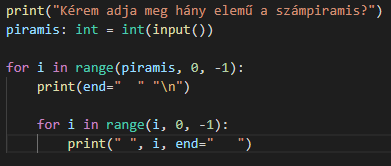 print("Kérem adja meg hány elemű a számpiramis?")
piramis: int = int(input())
for i in range(piramis, 0, -1):
    print(end="  " "\n")
    for i in range(i, 0, -1):
        print(" ", i, end="   ")